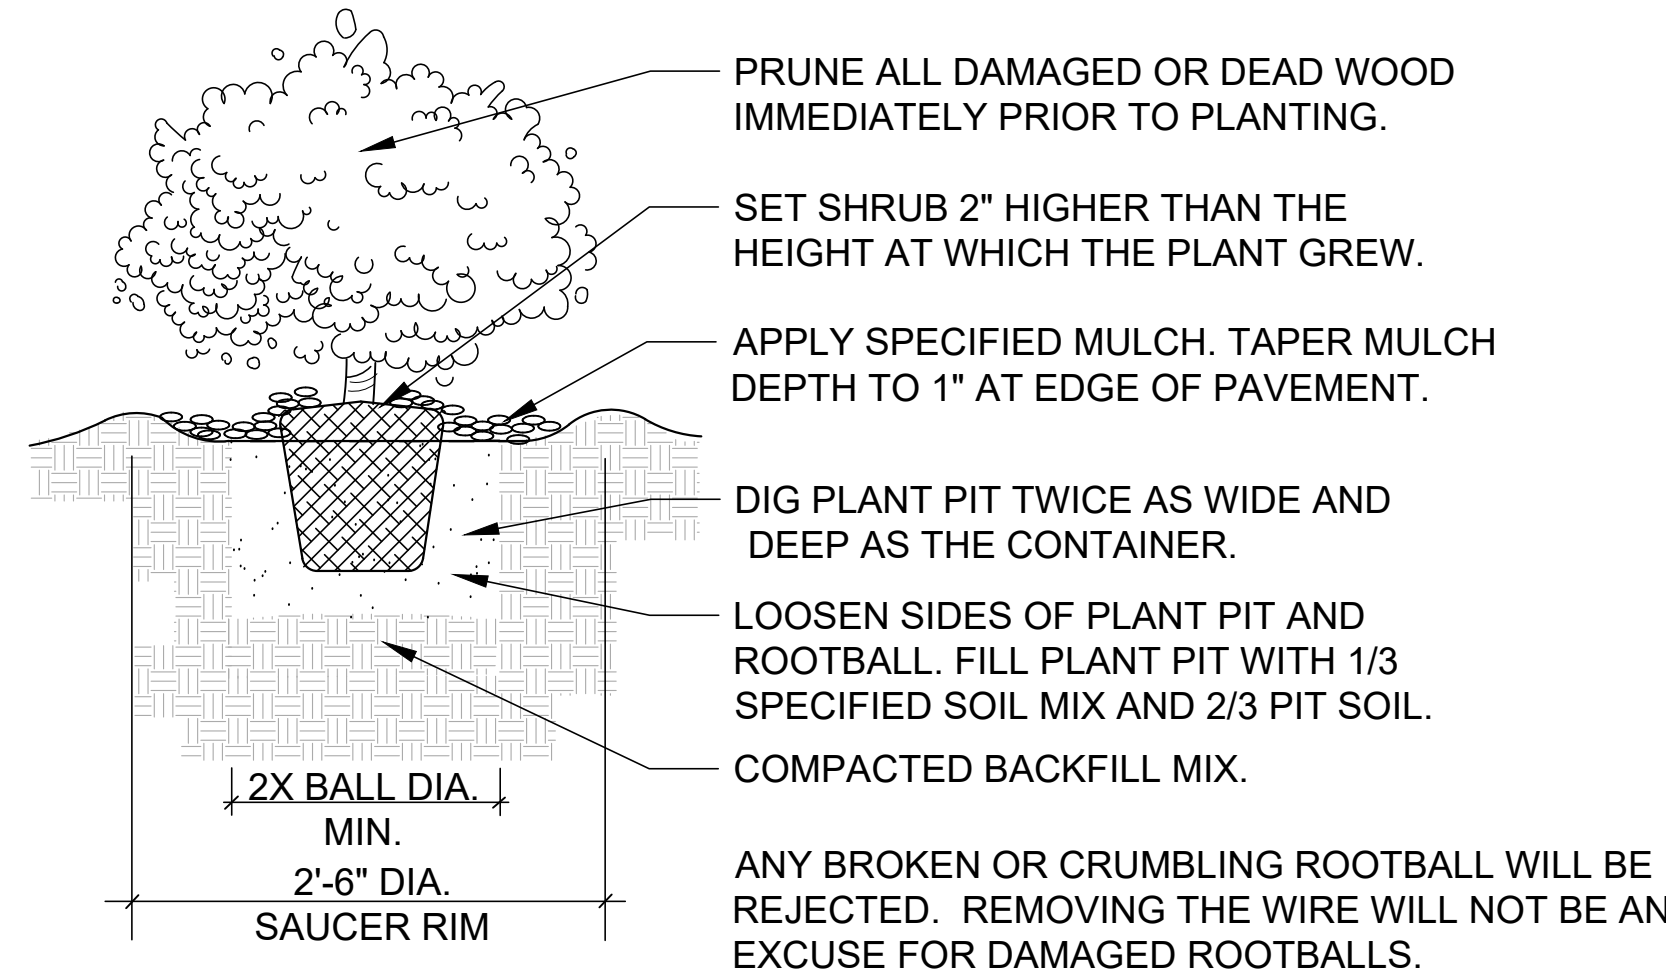 PRUNE ALL DAMAGED OR DEAD WOOD
IMMEDIATELY PRIOR TO PLANTING.
SET SHRUB 2" HIGHER THAN THE
HEIGHT AT WHICH THE PLANT GREW.
APPLY SPECIFIED MULCH. TAPER MULCH
DEPTH TO 1" AT EDGE OF PAVEMENT.
DIG PLANT PIT TWICE AS WIDE AND
DEEP AS THE CONTAINER.
LOOSEN SIDES OF PLANT PIT AND
ROOTBALL. FILL PLANT PIT WITH 1/3
SPECIFIED SOIL MIX AND 2/3 PIT SOIL.
COMPACTED BACKFILL MIX.
2X BALL DIA.
MIN.
2'-6" DIA.
SAUCER RIM
ANY BROKEN OR CRUMBLING ROOTBALL WILL BE
REJECTED. REMOVING THE WIRE WILL NOT BE AN
EXCUSE FOR DAMAGED ROOTBALLS.